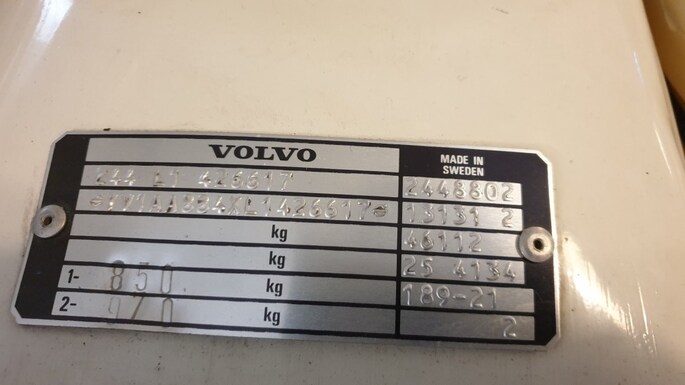 VOLVO
MADE IN
SWEDEN
244 426617
2448802
13131 2
kg
46112
kg
25 4134
1- 850 kg
189-21
2- 970 kg
2